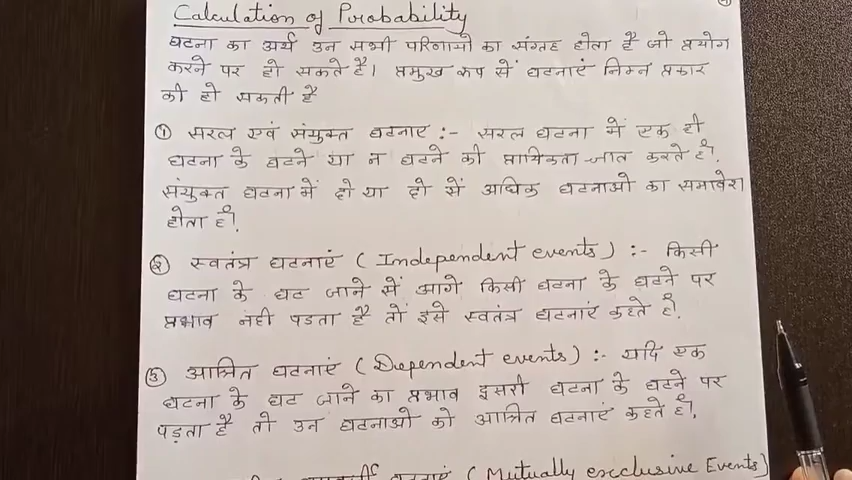 Calculation of Probability
घटना का अर्थ उन सभी परिणामो का संग्रह होता है जो प्रयोग
करने पर हो सकते है। प्रमुख रूप से घटनाएं निम्न प्रकार
की हो सकती है
① सरल एवं संयुक्त घटनाए :- सरल घटना में एक ही
घटना के घटने या न घटने की प्रायिकता ज्ञात करते है।
संयुक्त घटना में दो या दो से अधिक घटनाओ का समावेश
होता है।
② स्वतंत्र घटनाएं ( Independent events ) :- किसी
घटना के घट जाने से आगे किसी घटना के घटने पर
प्रभाव नही पड़ता है तो इसे स्वतंत्र घटनाएं कहते है।
③ आश्रित घटनाएं ( Dependent events ) :- यदि एक
घटना के घट जाने का प्रभाव दूसरी घटना के घटने पर
पड़ता है तो उन घटनाओ को आश्रित घटनाएं कहते है।
घटनाएं ( Mutually excclusive Events )